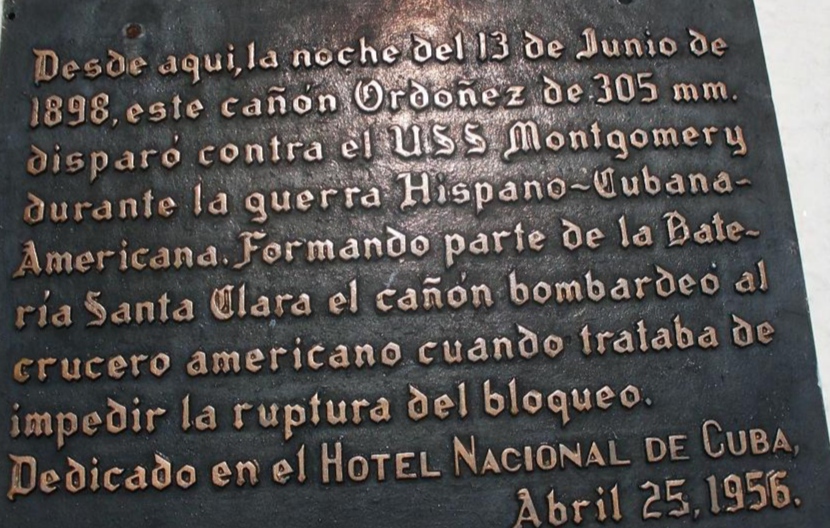 Desde aqui, la noche del 13 de Junio de
1898, este cañón Ordoñez de 305 mm.
disparó contra el USS Montgomery
durante la guerra Hispano-Cubana-
Americana. Formando parte de la Bate-
ría Santa Clara el cañón bombardeó al
crucero americano cuando trataba de
impedir la ruptura del bloqueo.
Dedicado en el HOTEL NACIONAL DE CUBA,
Abril 25, 1956.